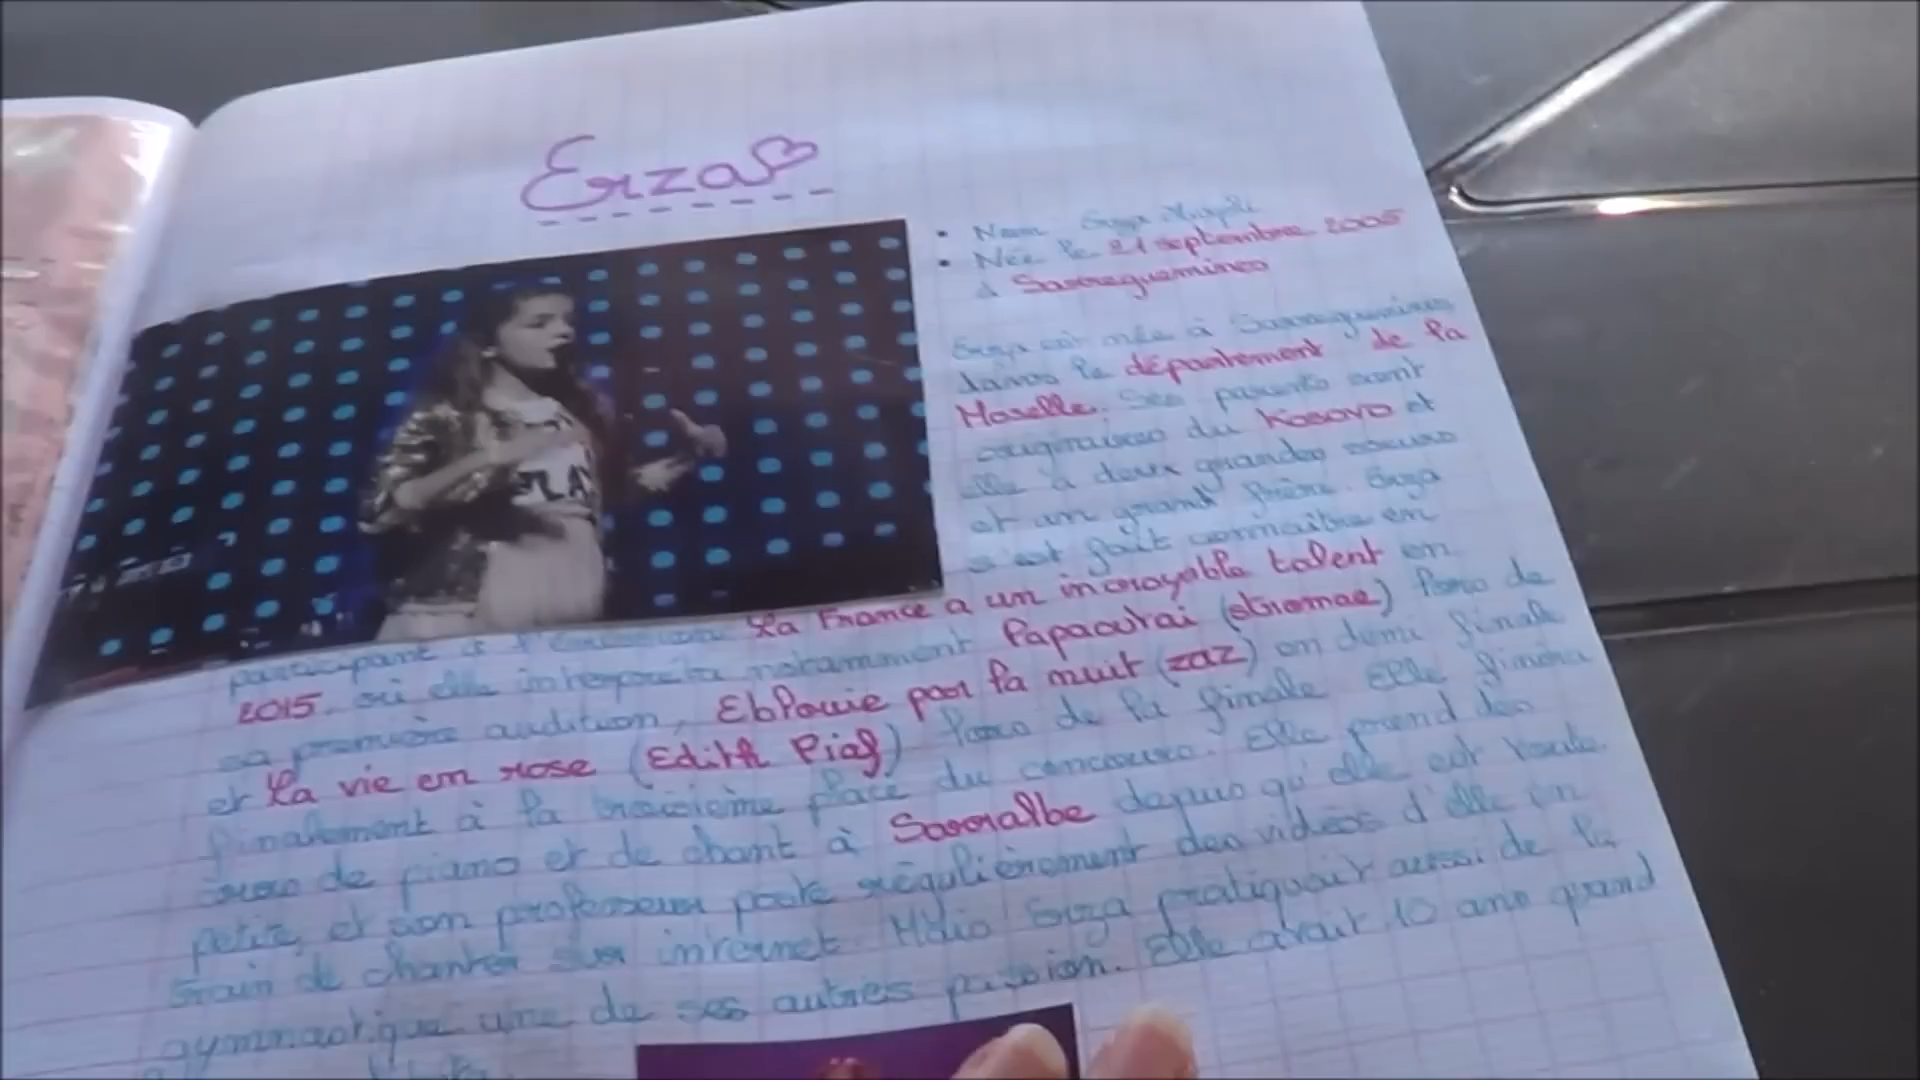 Erza
• Nom Erza
• Née le 21 septembre 2005
à Sarreguemines
Erza est née à Sarreguemines
dans le département de la
Moselle. Ses parents sont
originaires du Kosovo et
elle à deux grandes soeurs
et un grand frère. Erza
s'est fait connaître en
participant à l'émission La France a un incroyable talent en
2015 où elle interpréta notamment Papaoutai (stromae) lors de
sa première audition, Eblouie par la nuit (zaz) en demi finale
et La vie en rose (Edith Piaf) lors de la finale Elle finira
finalement à la troisième place du concours. Elle prend des
cours de piano et de chant à Sarralbe depuis qu'elle est toute
petite, et son professeur poste régulièrement des vidéos d'elle en
train de chanter sur internet. Mais Erza pratiquait aussi de la
gymnastique une de ses autres passion. Elle avait 10 ans quand
PLA